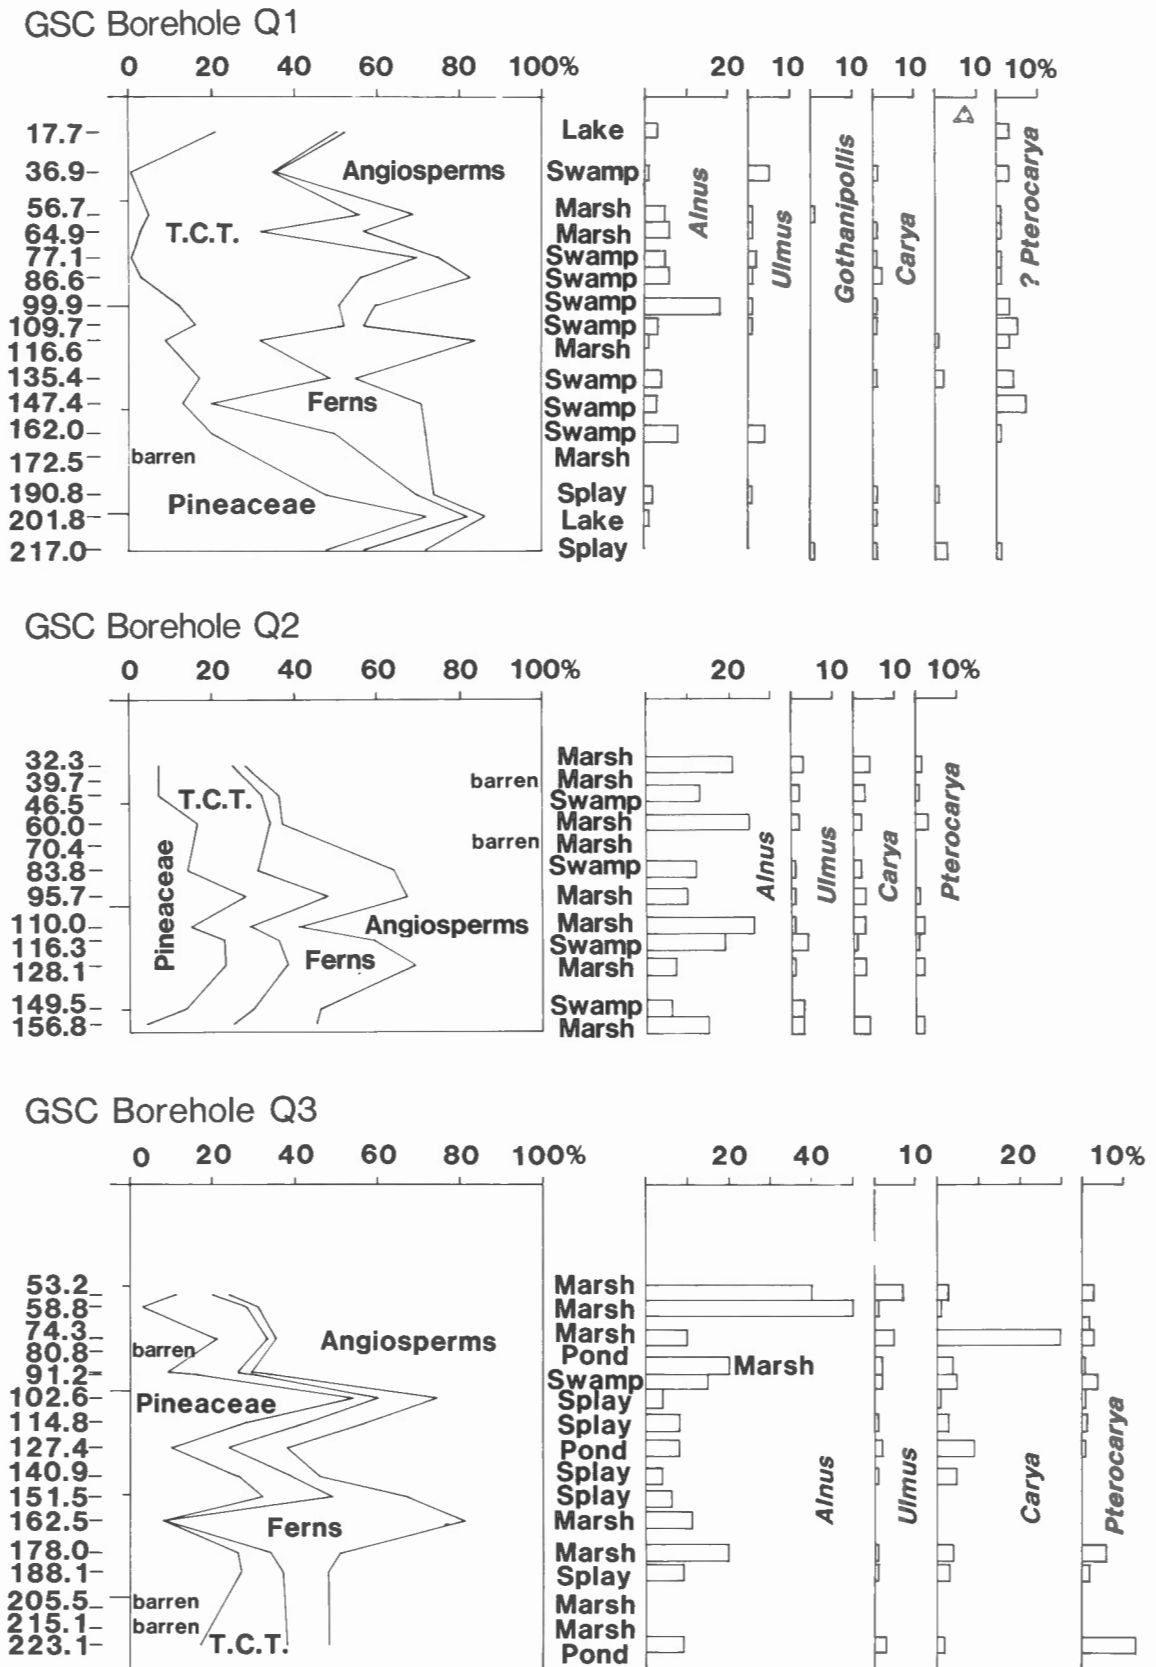 GSC Borehole Q1
0 20 40 60 80 100% 20 10 10 10 10 10%
17.7 Lake
36.9 Angiosperms Swamp
56.7 Marsh
64.9 T.C.T. Marsh
77.1 Swamp
86.6 Swamp
99.9 Swamp
109.7 Swamp
116.6 Marsh
135.4 Swamp
147.4 Ferns Swamp
162.0 Swamp
172.5 barren Marsh
190.8 Pineaceae Splay
201.8 Lake
217.0 Splay
Alnus
Ulmus
Gothanipollis
Carya
? Pterocarya
GSC Borehole Q2
0 20 40 60 80 100% 20 10 10 10%
32.3 Marsh
39.7 barren Marsh
46.5 T.C.T. Swamp
60.0 Marsh
70.4 barren Marsh
83.8 Swamp
95.7 Marsh
110.0 Angiosperms Marsh
116.3 Swamp
128.1 Ferns Marsh
149.5 Swamp
156.8 Marsh
Pineaceae
Alnus
Ulmus
Carya
Pterocarya
GSC Borehole Q3
0 20 40 60 80 100% 20 40 10 20 10%
53.2 Marsh
58.8 Marsh
74.3 Angiosperms Marsh
80.8 barren Pond Marsh
91.2 Swamp
102.6 Pineaceae Splay
114.8 Splay
127.4 Pond
140.9 Splay
151.5 Splay
162.5 Ferns Marsh
178.0 Marsh
188.1 Splay
205.5 barren Marsh
215.1 barren Marsh
223.1 T.C.T. Pond
Alnus
Ulmus
Carya
Pterocarya